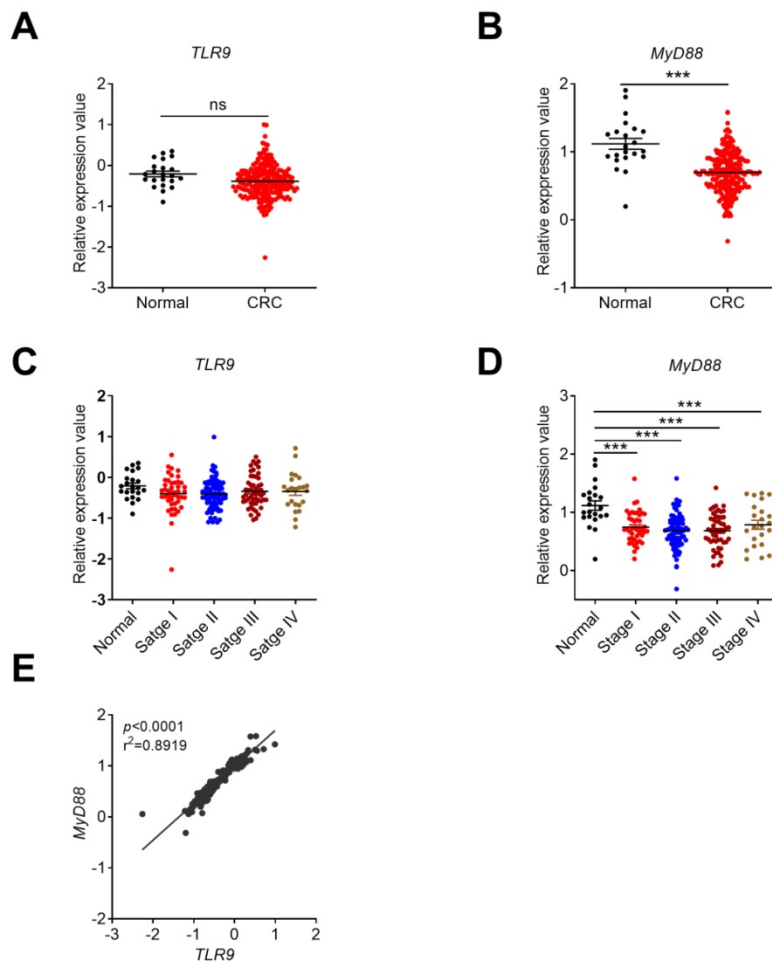 A
TLR9
Relative expression value
2
1
0
-1
-2
-3
ns
Normal
CRC
B
MyD88
Relative exppression value
2
1
0
-1
***
Normal
CRC
C
TLR9
Relative expression value
2
1
0
-1
-2
-3
Normal
Satge I
Satge II
Satge III
Satge IV
D
MyD88
Relative expression value
3
2
1
0
***
***
***
***
Normal
Stage I
Stage II
Stage III
Stage IV
E
p<0.0001
r²=0.8919
MyD88
2
1
0
-1
-2
-3
-2
-1
0
1
2
TLR9